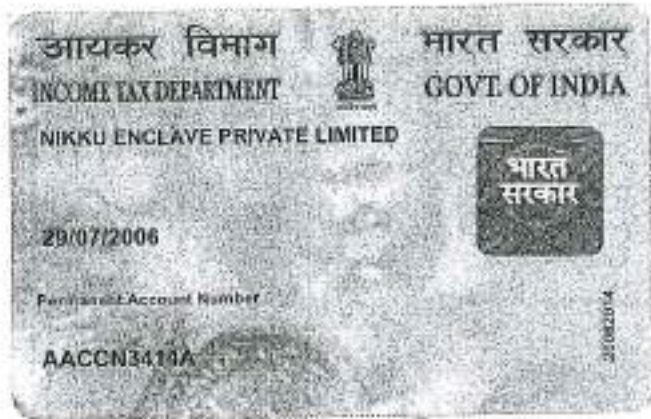 आयकर विभाग
भारत सरकार
INCOME TAX DEPARTMENT
GOVT. OF INDIA
NIKKU ENCLAVE PRIVATE LIMITED
भारत
सरकार
29/07/2006
Permanent Account Number
AACCN3414A